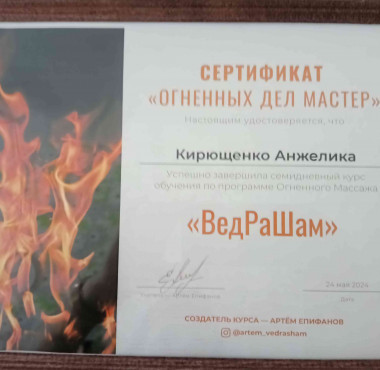 СЕРТИФИКАТ
«ОГНЕННЫХ ДЕЛ МАСТЕР»
Настоящим удостоверяется, что
Кирющенко Анжелика
Успешно завершила семидневный курс
обучения по программе Огненного Массажа
«ВедРаШам»
24 мая 2024
Дата
СОЗДАТЕЛЬ КУРСА — АРТЁМ ЕПИФАНОВ
@artem_vedrasham